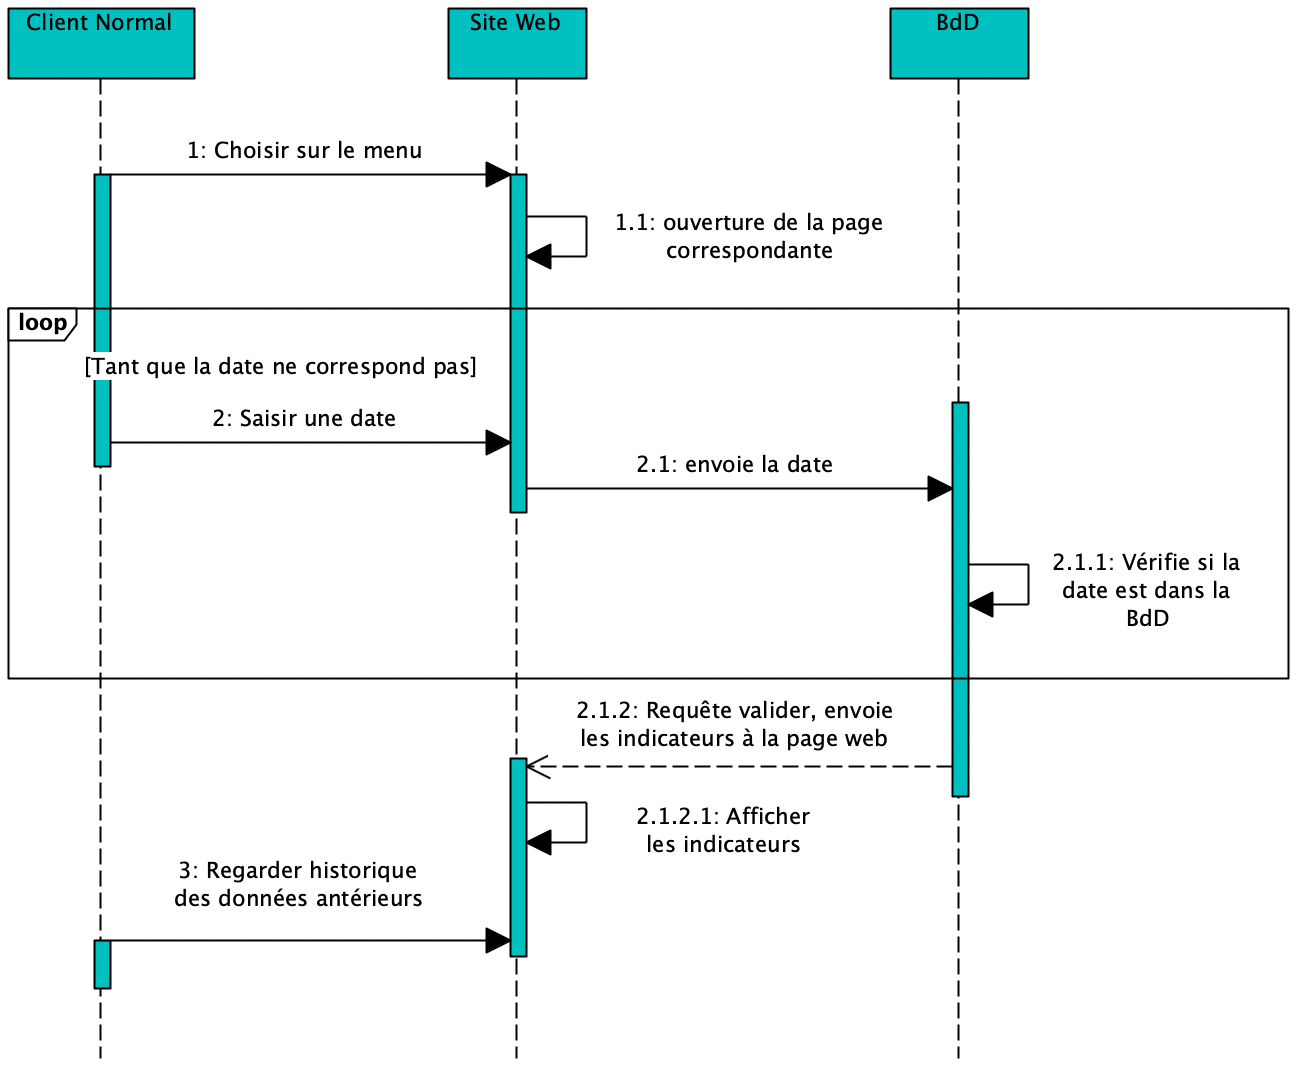 Client Normal
Site Web
BdD
1: Choisir sur le menu
1.1: ouverture de la page
correspondante
loop
[Tant que la date ne correspond pas]
2: Saisir une date
2.1: envoie la date
2.1.1: Vérifie si la
date est dans la
BdD
2.1.2: Requête valider, envoie
les indicateurs à la page web
2.1.2.1: Afficher
les indicateurs
3: Regarder historique
des données antérieurs